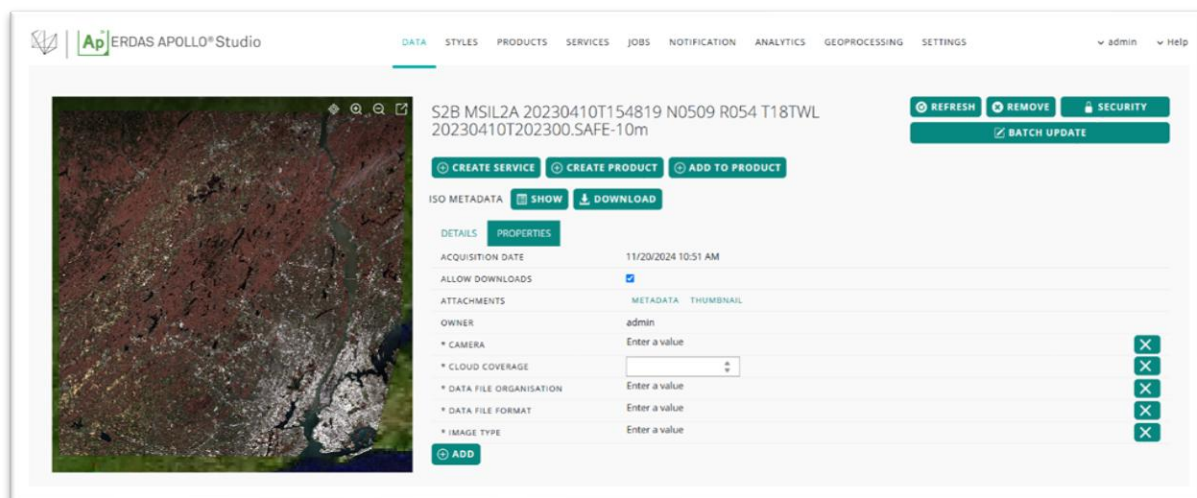 Ap ERDAS APOLLO® Studio
DATA STYLES PRODUCTS SERVICES JOBS NOTIFICATION ANALYTICS GEOPROCESSING SETTINGS
admin Help
S2B MSIL2A 20230410T154819 N0509 R054 T18TWL
20230410T202300.SAFE-10m
REFRESH REMOVE SECURITY
BATCH UPDATE
CREATE SERVICE CREATE PRODUCT ADD TO PRODUCT
ISO METADATA SHOW DOWNLOAD
DETAILS PROPERTIES
ACQUISITION DATE 11/20/2024 10:51 AM
ALLOW DOWNLOADS
ATTACHMENTS METADATA THUMBNAIL
OWNER admin
* CAMERA Enter a value
* CLOUD COVERAGE
* DATA FILE ORGANISATION Enter a value
* DATA FILE FORMAT Enter a value
* IMAGE TYPE Enter a value
ADD